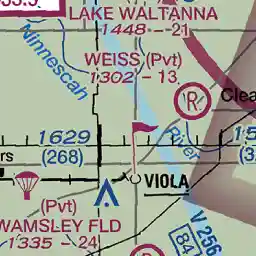 LAKE WALTANNA
1448 - 21
Ninnescah
WEISS (Pvt)
1302 - 13
R
River
1629
(268)
VIOLA
(Pvt)
WAMSLEY FLD
1335 - 24
V 256
84
R